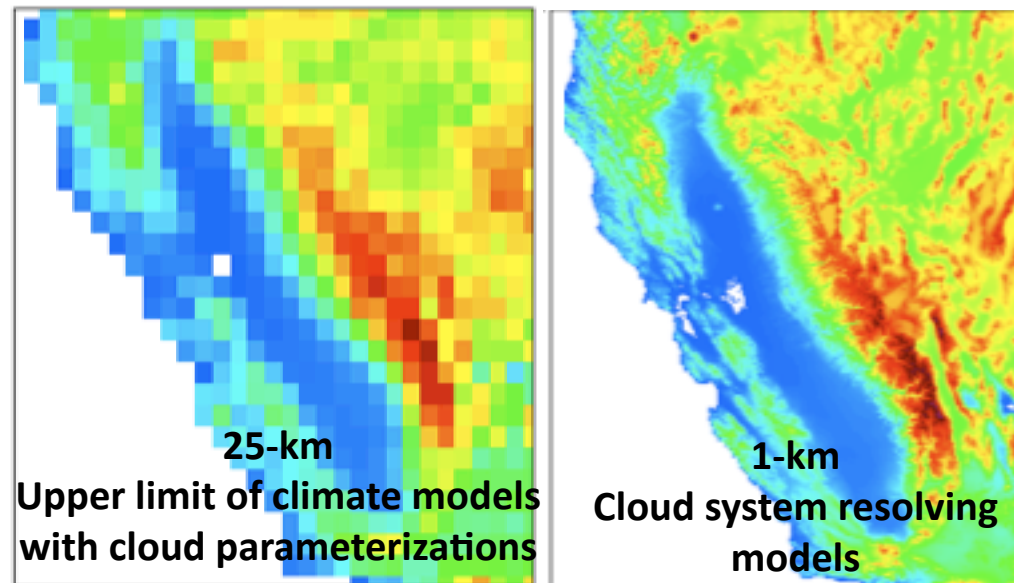 25-km
Upper limit of climate models
with cloud parameterizations
1-km
Cloud system resolving
models